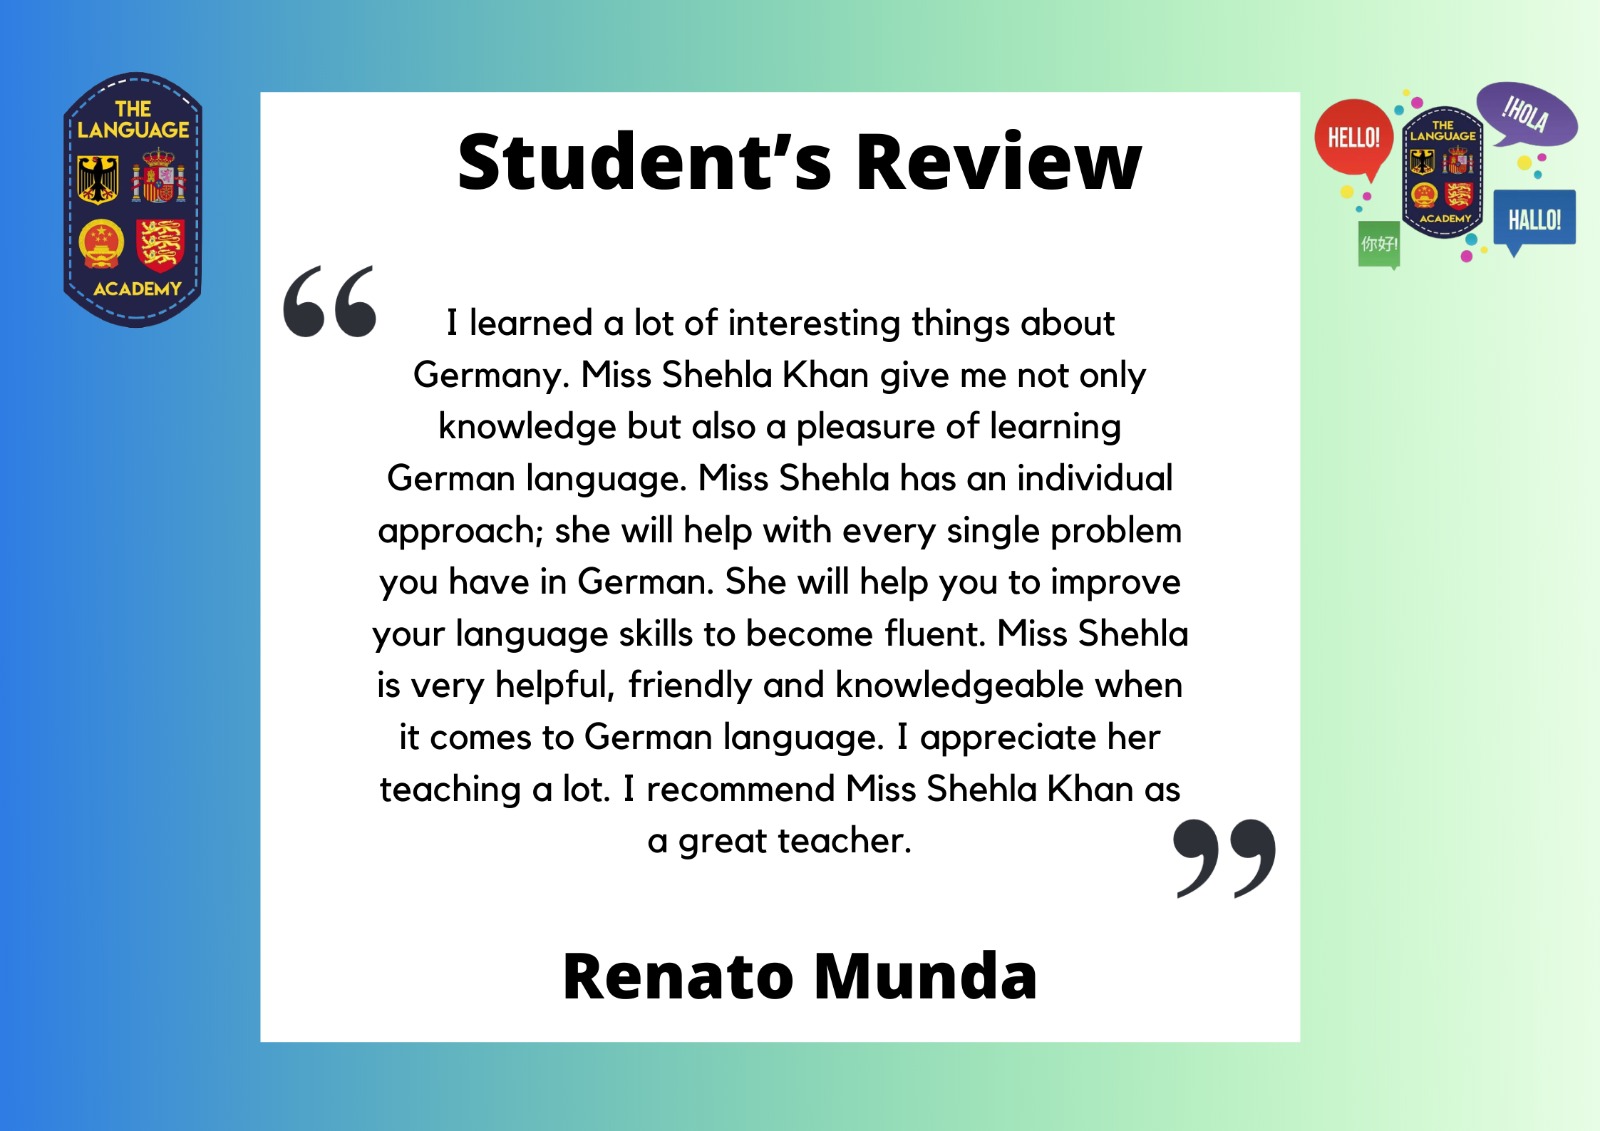 THE
LANGUAGE
ACADEMY
Student’s Review
HELLO!
!HOLA
THE
LANGUAGE
ACADEMY
HALLO!
你好!
“
I learned a lot of interesting things about
Germany. Miss Shehla Khan give me not only
knowledge but also a pleasure of learning
German language. Miss Shehla has an individual
approach; she will help with every single problem
you have in German. She will help you to improve
your language skills to become fluent. Miss Shehla
is very helpful, friendly and knowledgeable when
it comes to German language. I appreciate her
teaching a lot. I recommend Miss Shehla Khan as
a great teacher.
”
Renato Munda